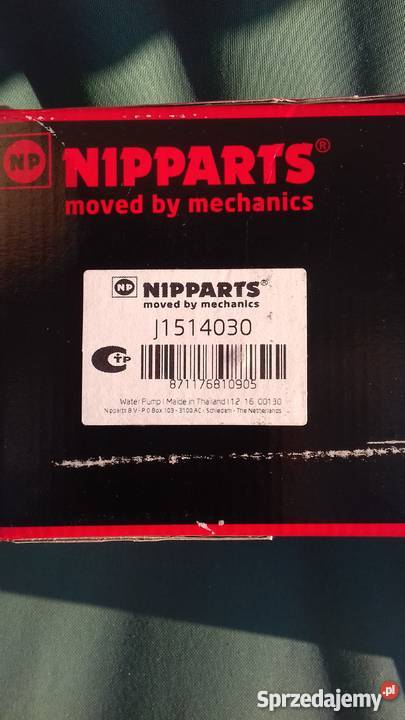 NP NIPPARTS®
moved by mechanics
NP NIPPARTS®
moved by mechanics
J1514030
871176810905
Water Pump | Made in Thailand | 12 16 00130
Nipparts B V - P O Box 103 - 3100 AC - Schiedam - The Netherlands
Sprzedajemy.pl